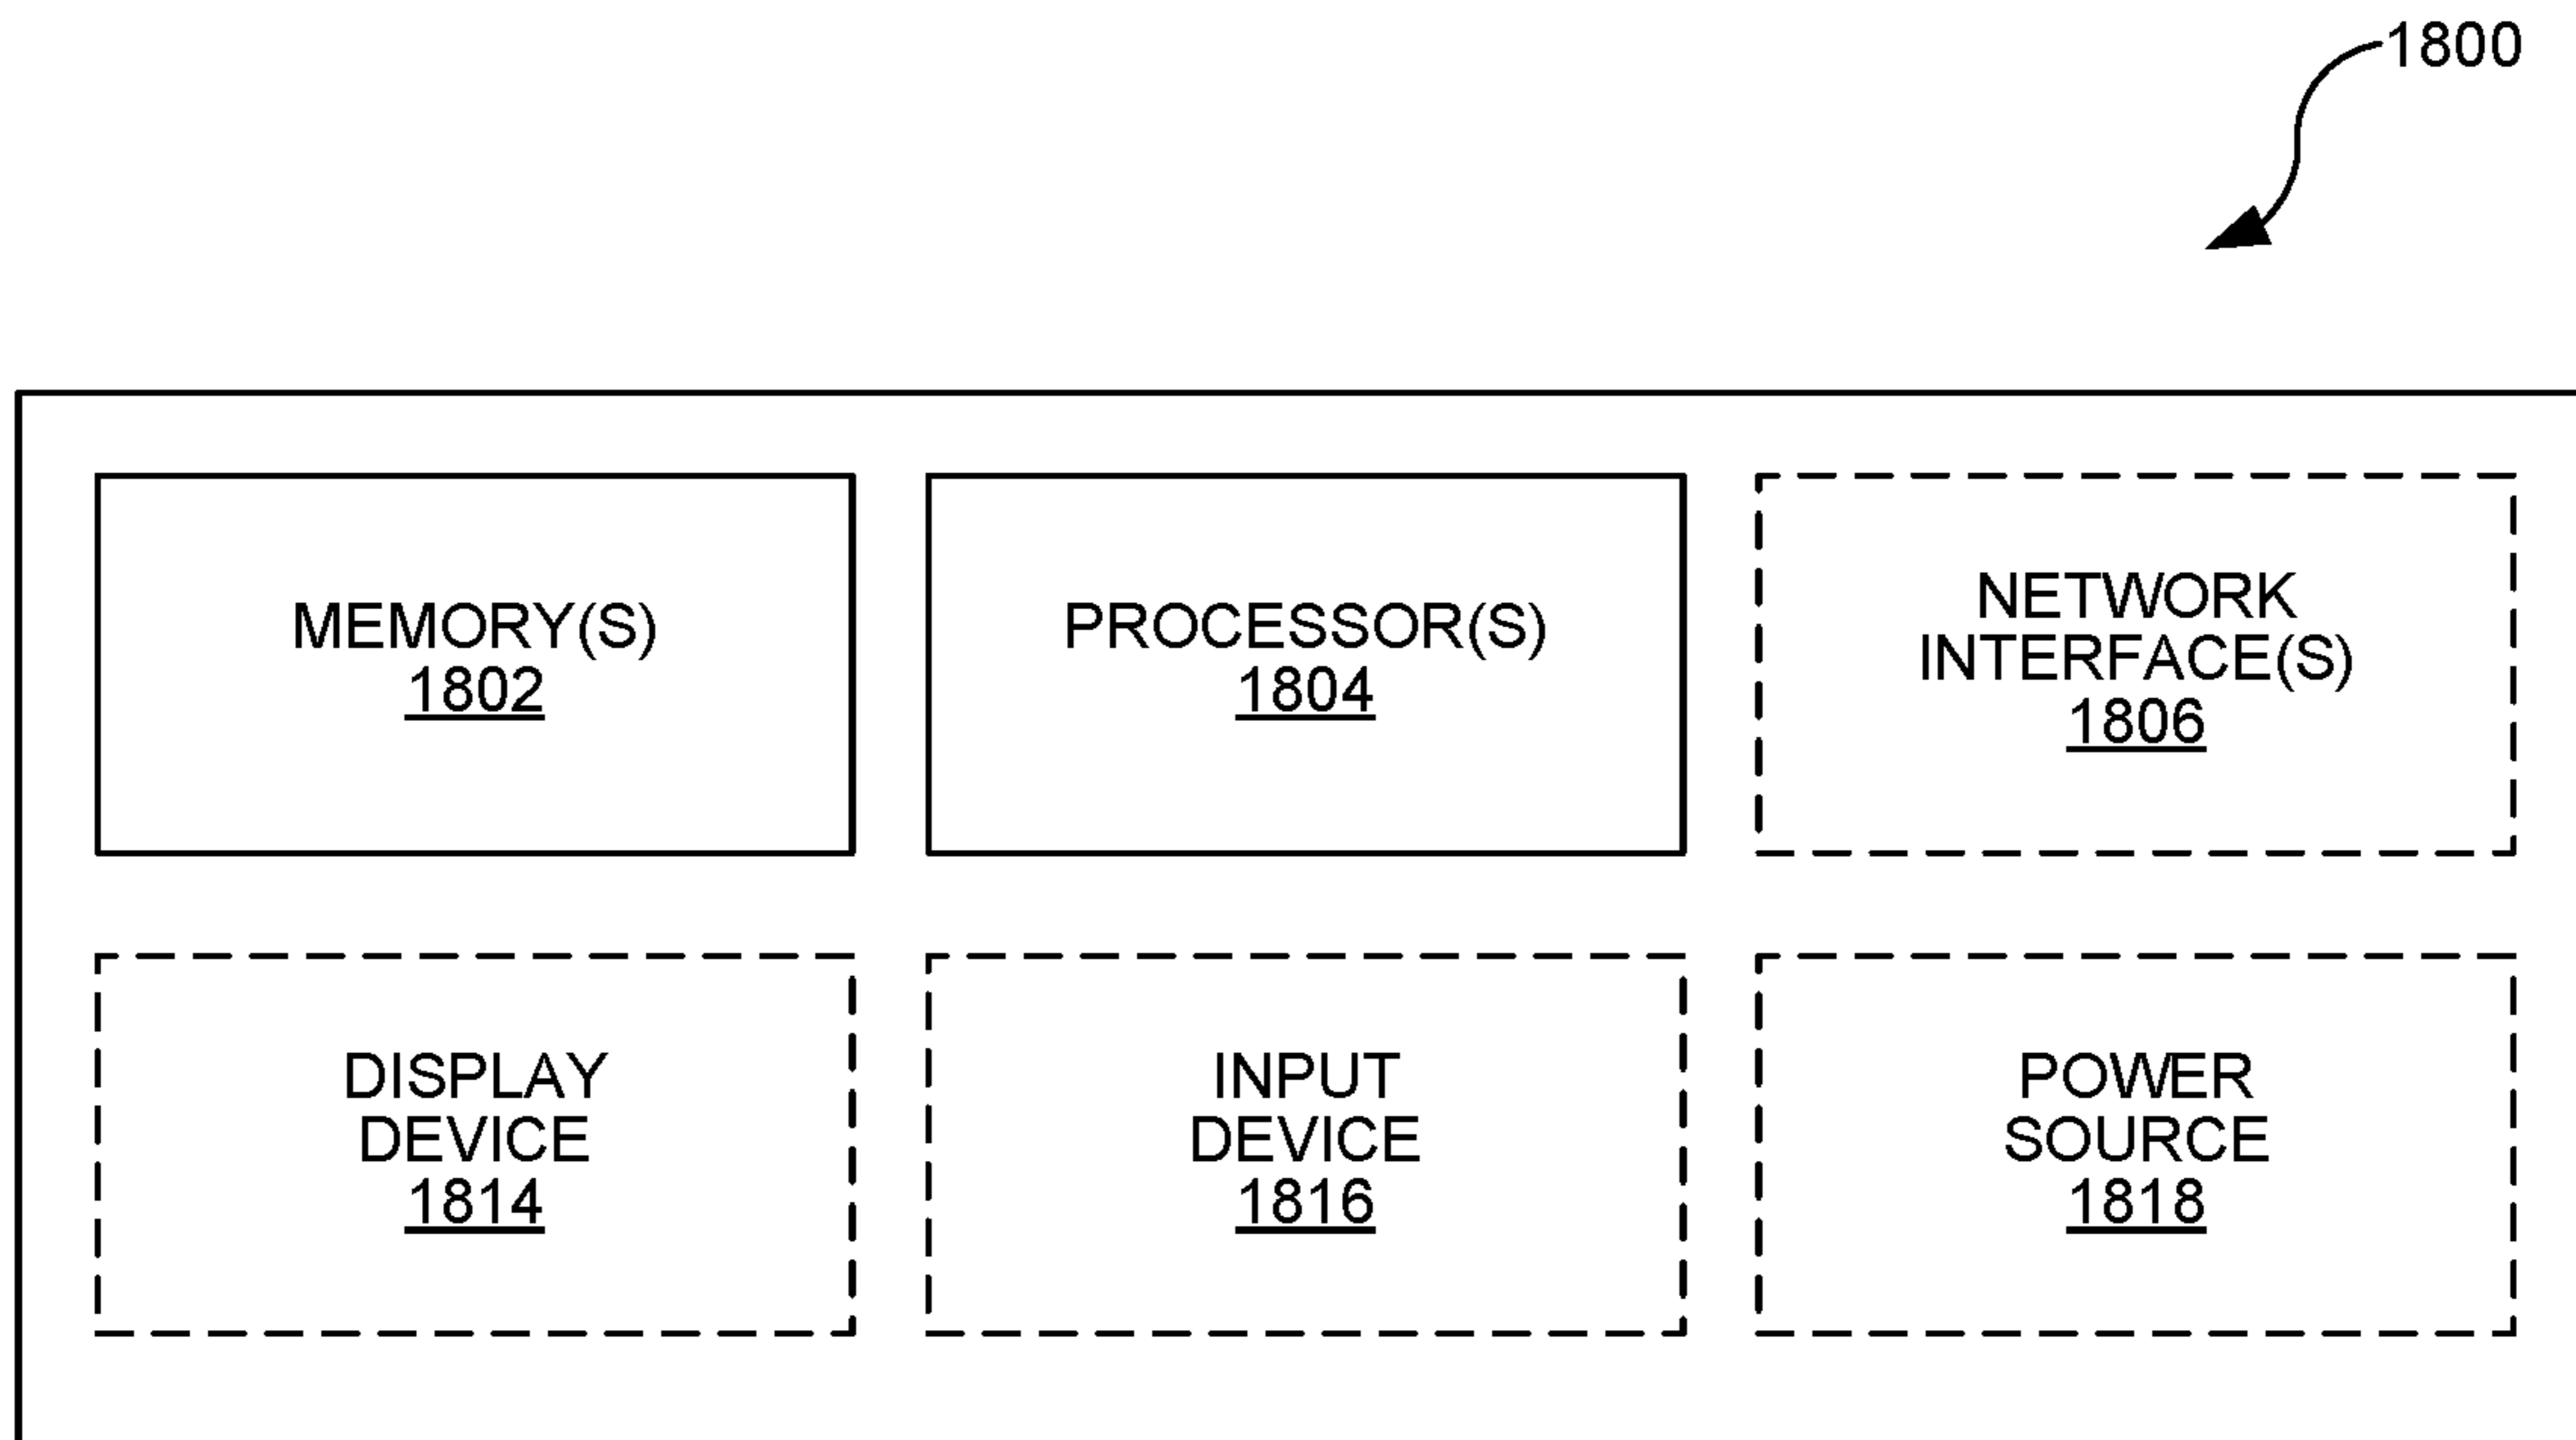 1800
MEMORY(S)
1802
PROCESSOR(S)
1804
NETWORK
INTERFACE(S)
1806
DISPLAY
DEVICE
1814
INPUT
DEVICE
1816
POWER
SOURCE
1818